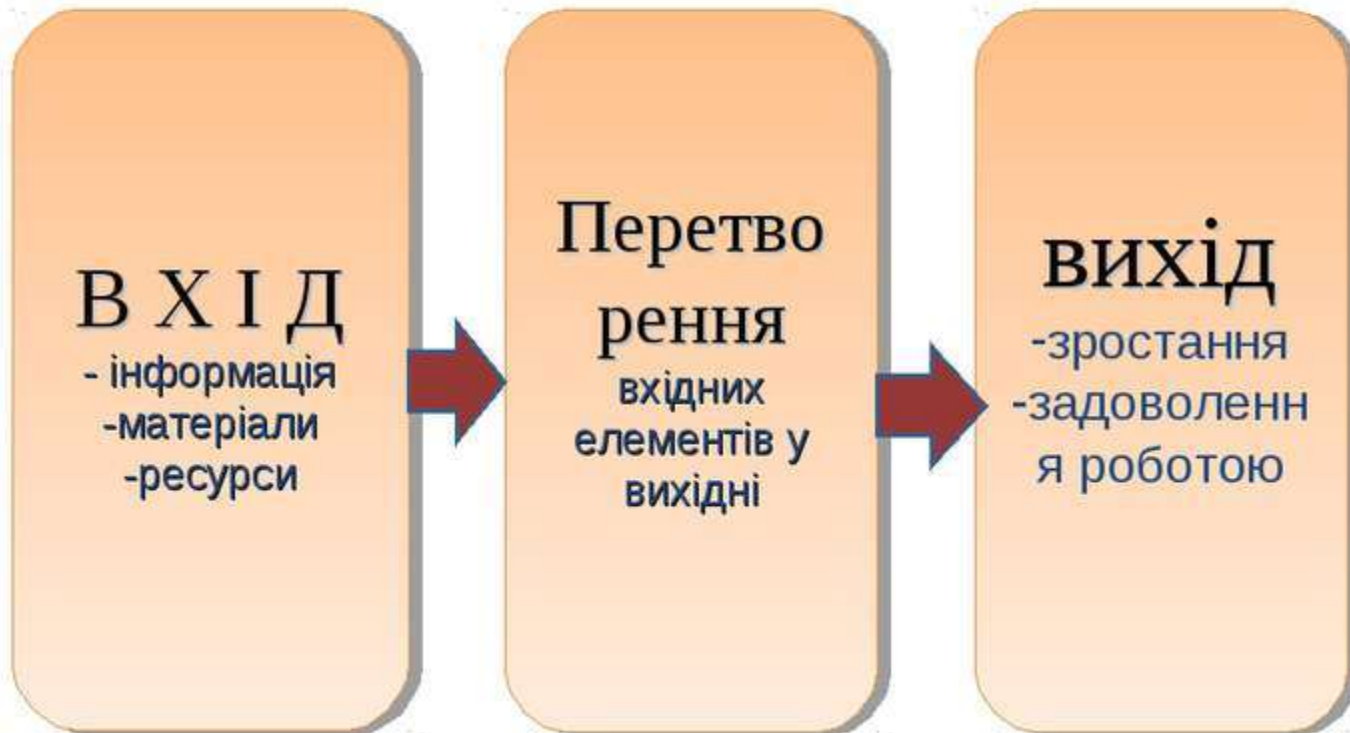 В Х І Д
- інформація
-матеріали
-ресурси
Перетво
рення
вхідних
елементів у
вихідні
вихід
-зростання
-задоволенн
я роботою